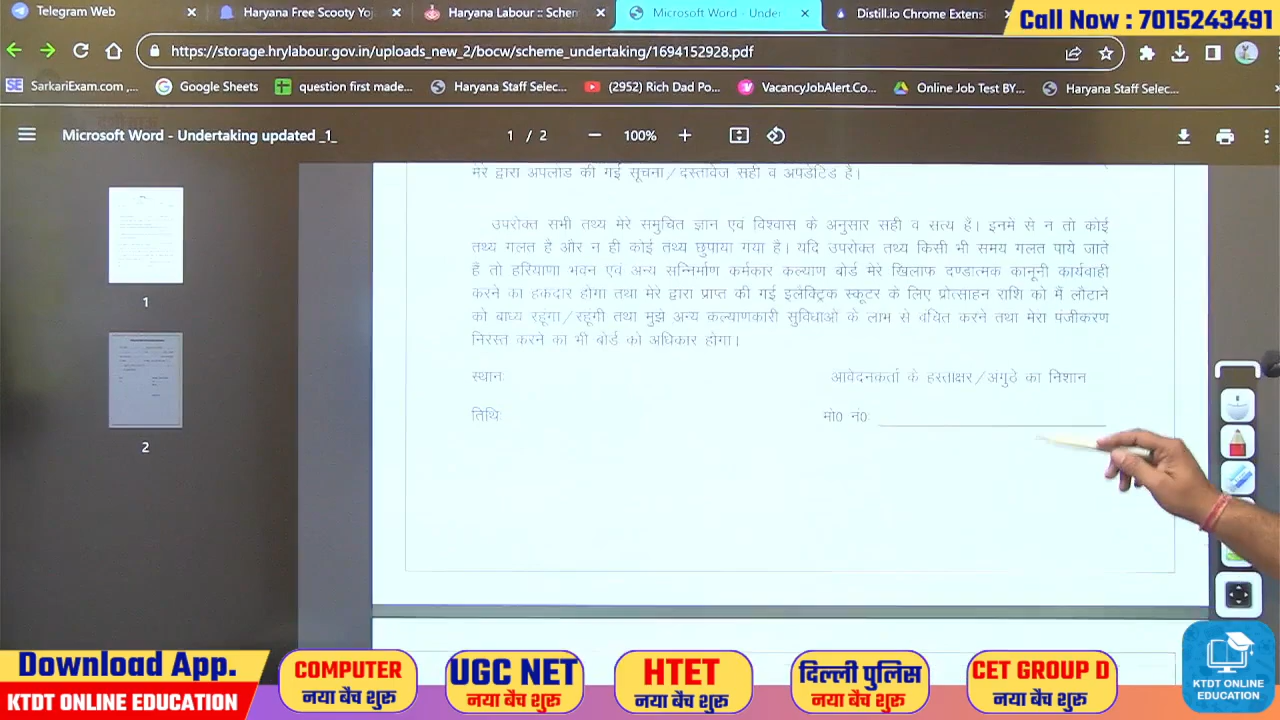 Telegram Web
Haryana Free Scooty Yoj
Haryana Labour :: Schem
Microsoft Word - Under
Distill.io Chrome Extensi
Call Now : 7015243491
https://storage.hrylabour.gov.in/uploads_new_2/bocw/scheme_undertaking/1694152928.pdf
SarkariExam.com ,...
Google Sheets
question first made...
Haryana Staff Selec...
(2952) Rich Dad Po...
VacancyJobAlert.Co...
Online Job Test BY...
Haryana Staff Selec...
Microsoft Word - Undertaking updated _1_
1 / 2
100%
मेरे द्वारा अपलोड की गई सूचना/दस्तावेज सही व अपडेटिड है।
उपरोक्त सभी तथ्य मेरे समुचित ज्ञान एवं विश्वास के अनुसार सही व सत्य हैं। इनमें से न तो कोई
तथ्य गलत है और न ही कोई तथ्य छुपाया गया है। यदि उपरोक्त तथ्य किसी भी समय गलत पाये जाते
हैं तो हरियाणा भवन एवं अन्य सन्निर्माण कर्मकार कल्याण बोर्ड मेरे खिलाफ दण्डात्मक कानूनी कार्यवाही
करने का हकदार होगा तथा मेरे द्वारा प्राप्त की गई इलैक्ट्रिक स्कूटर के लिए प्रोत्साहन राशि को मैं लौटाने
को बाध्य रहूंगा/रहूंगी तथा मुझे अन्य कल्याणकारी सुविधाओं के लाभ से वंचित करने तथा मेरा पंजीकरण
निरस्त करने का भी बोर्ड को अधिकार होगा।
स्थान:
आवेदनकर्ता के हस्ताक्षर/अगुठे का निशान
तिथि:
मो0 नं0:
1
2
Download App.
KTDT ONLINE EDUCATION
COMPUTER
नया बैच शुरू
UGC NET
नया बैच शुरू
HTET
नया बैच शुरू
दिल्ली पुलिस
नया बैच शुरू
CET GROUP D
नया बैच शुरू
KTDT ONLINE
EDUCATION